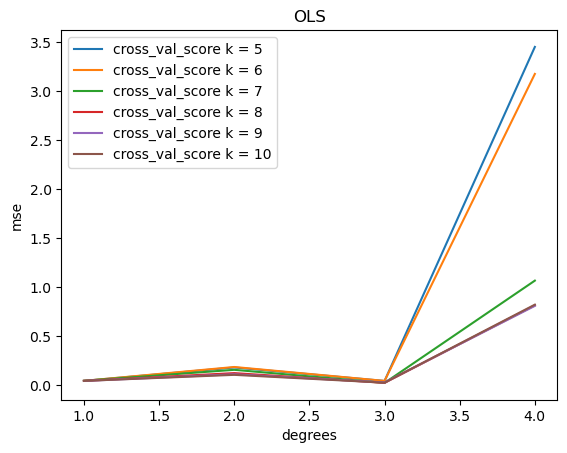 OLS
cross_val_score k = 5
cross_val_score k = 6
cross_val_score k = 7
cross_val_score k = 8
cross_val_score k = 9
cross_val_score k = 10
3.5
3.0
2.5
2.0
1.5
1.0
0.5
0.0
mse
1.0 1.5 2.0 2.5 3.0 3.5 4.0
degrees